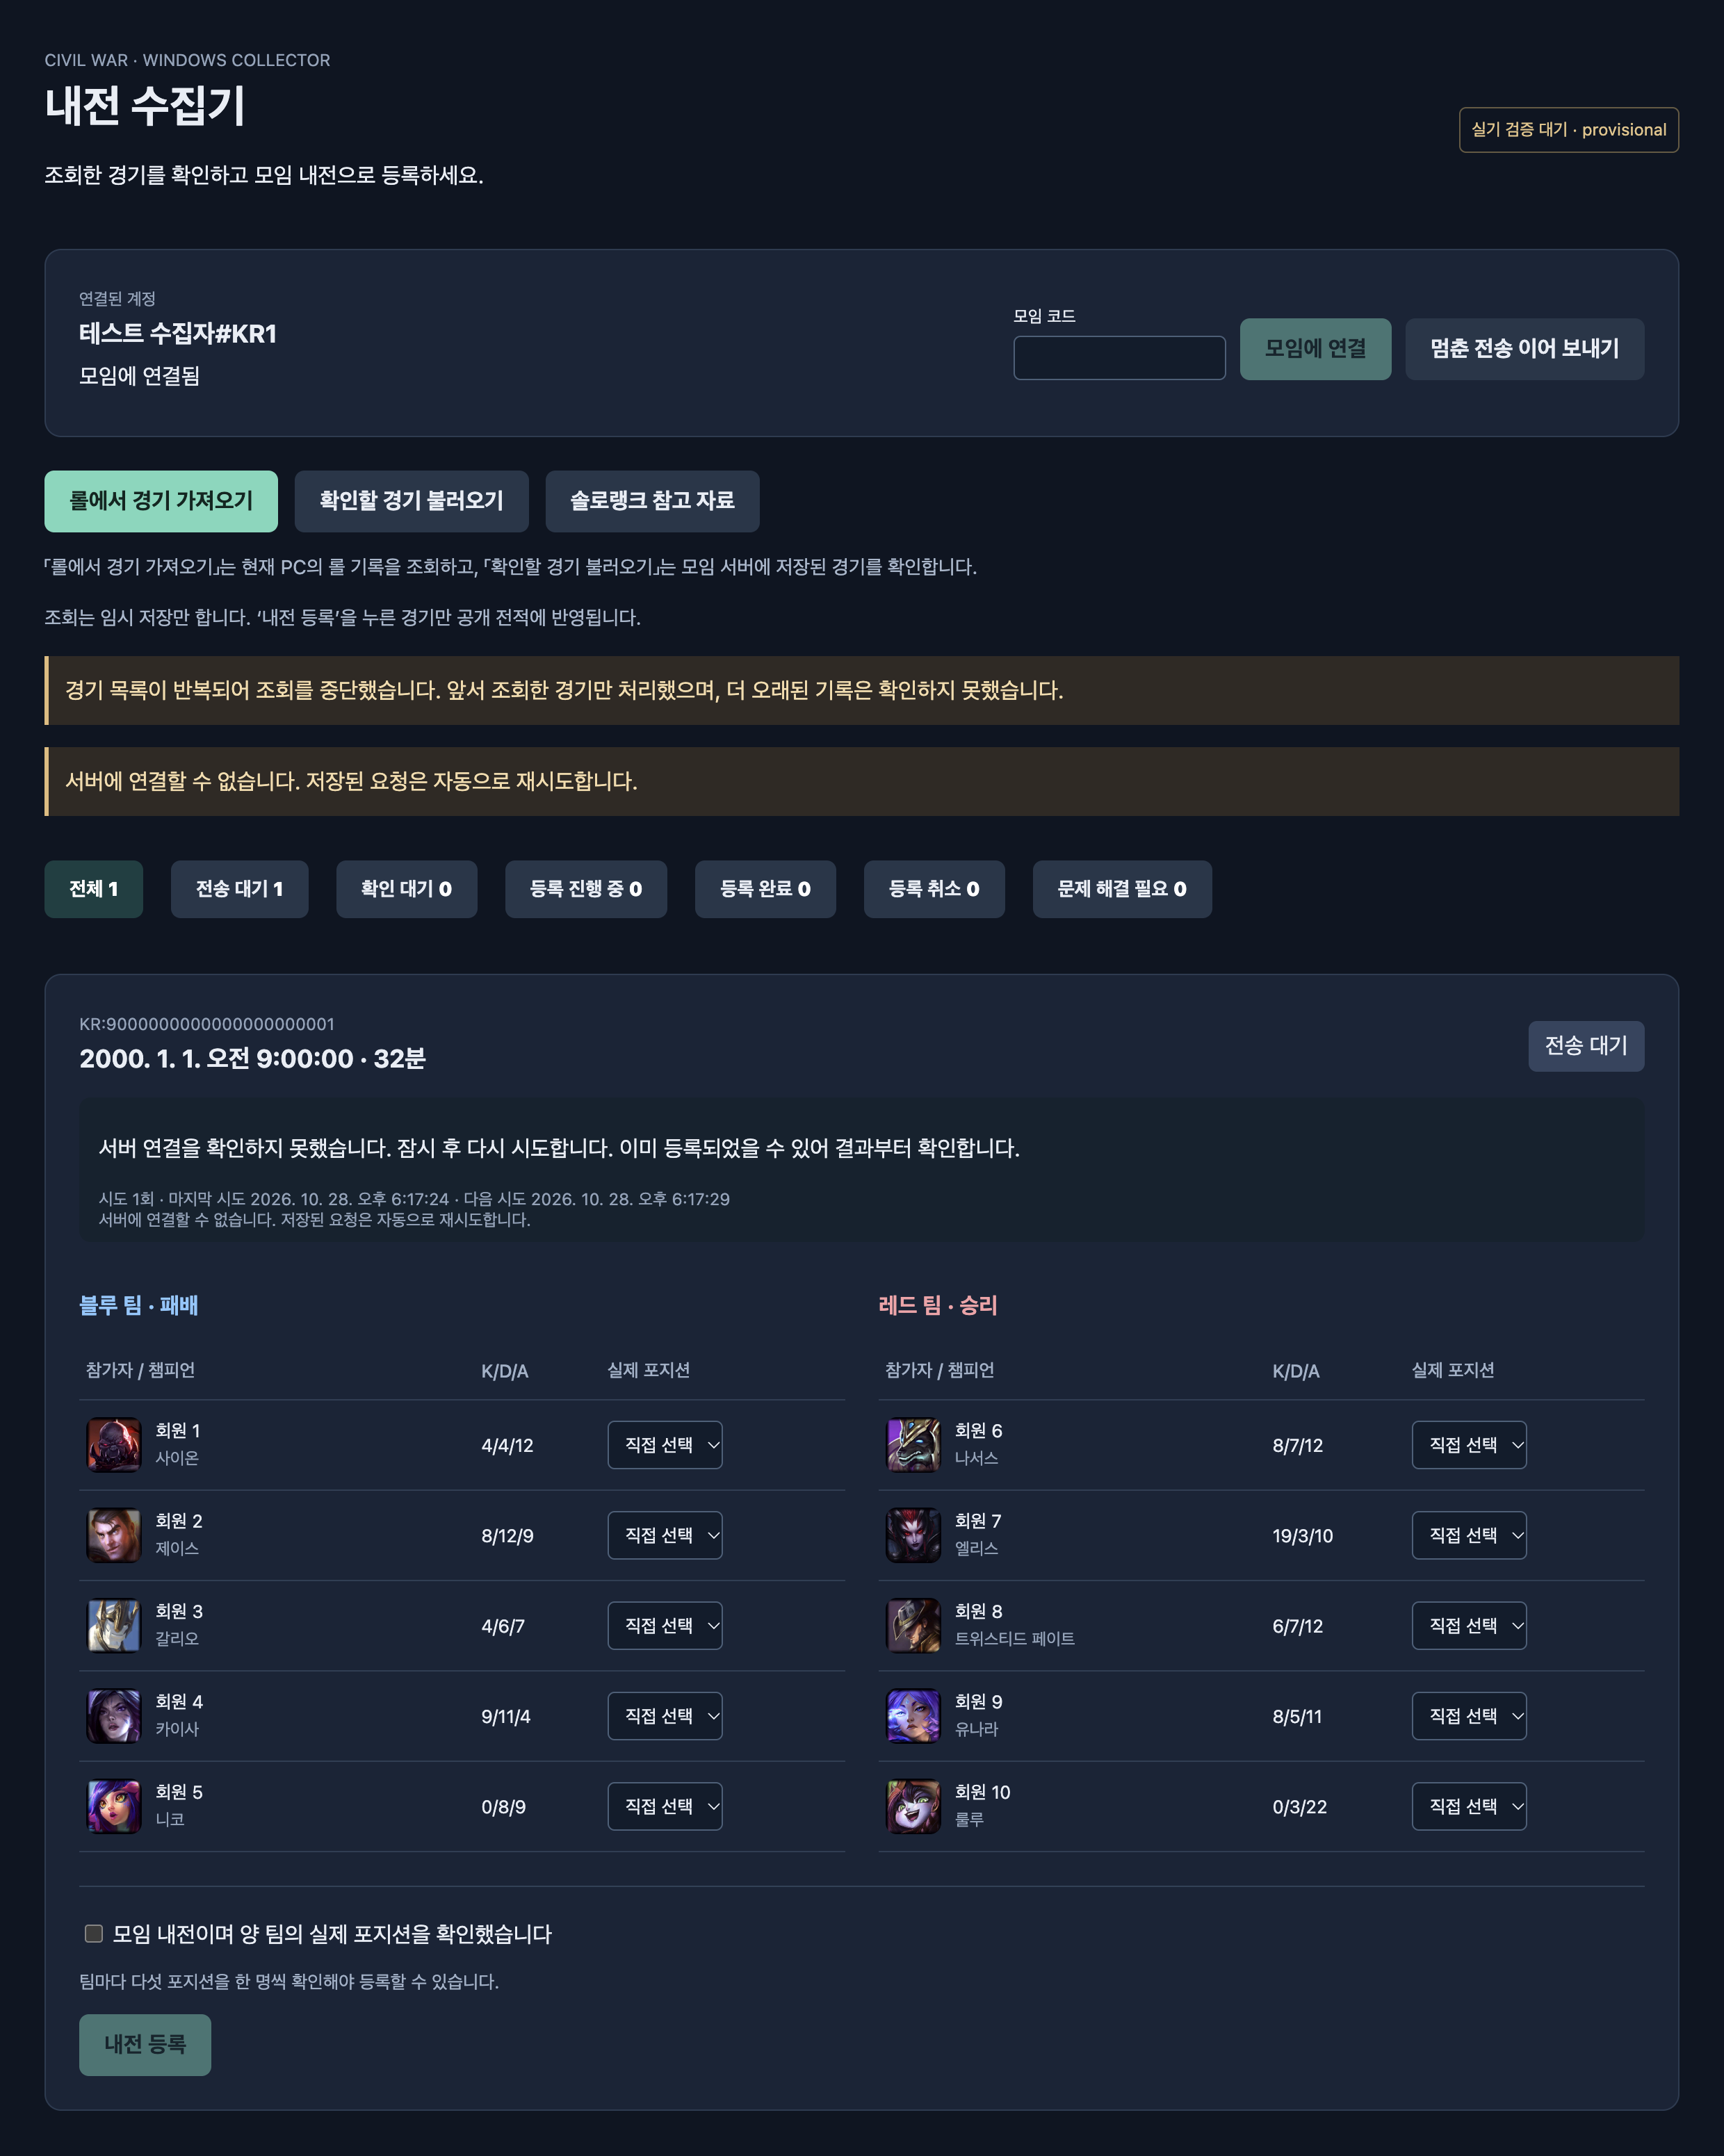 CIVIL WAR · WINDOWS COLLECTOR
내전 수집기
실기 검증 대기 · provisional
조회한 경기를 확인하고 모임 내전으로 등록하세요.
연결된 계정
테스트 수집자#KR1
모임에 연결됨
모임 코드
모임에 연결
멈춘 전송 이어 보내기
롤에서 경기 가져오기
확인할 경기 불러오기
솔로랭크 참고 자료
「롤에서 경기 가져오기」는 현재 PC의 롤 기록을 조회하고, 「확인할 경기 불러오기」는 모임 서버에 저장된 경기를 확인합니다.
조회는 임시 저장만 합니다. ‘내전 등록’을 누른 경기만 공개 전적에 반영됩니다.
경기 목록이 반복되어 조회를 중단했습니다. 앞서 조회한 경기만 처리했으며, 더 오래된 기록은 확인하지 못했습니다.
서버에 연결할 수 없습니다. 저장된 요청은 자동으로 재시도합니다.
전체 1
전송 대기 1
확인 대기 0
등록 진행 중 0
등록 완료 0
등록 취소 0
문제 해결 필요 0
KR:9000000000000000000001
2000. 1. 1. 오전 9:00:00 · 32분
전송 대기
서버 연결을 확인하지 못했습니다. 잠시 후 다시 시도합니다. 이미 등록되었을 수 있어 결과부터 확인합니다.
시도 1회 · 마지막 시도 2026. 10. 28. 오후 6:17:24 · 다음 시도 2026. 10. 28. 오후 6:17:29
서버에 연결할 수 없습니다. 저장된 요청은 자동으로 재시도합니다.
블루 팀 · 패배
참가자 / 챔피언 K/D/A 실제 포지션
회원 1
사이온
4/4/12
직접 선택
회원 2
제이스
8/12/9
직접 선택
회원 3
갈리오
4/6/7
직접 선택
회원 4
카이사
9/11/4
직접 선택
회원 5
니코
0/8/9
직접 선택
레드 팀 · 승리
참가자 / 챔피언 K/D/A 실제 포지션
회원 6
나서스
8/7/12
직접 선택
회원 7
엘리스
19/3/10
직접 선택
회원 8
트위스티드 페이트
6/7/12
직접 선택
회원 9
유나라
8/5/11
직접 선택
회원 10
룰루
0/3/22
직접 선택
모임 내전이며 양 팀의 실제 포지션을 확인했습니다
팀마다 다섯 포지션을 한 명씩 확인해야 등록할 수 있습니다.
내전 등록